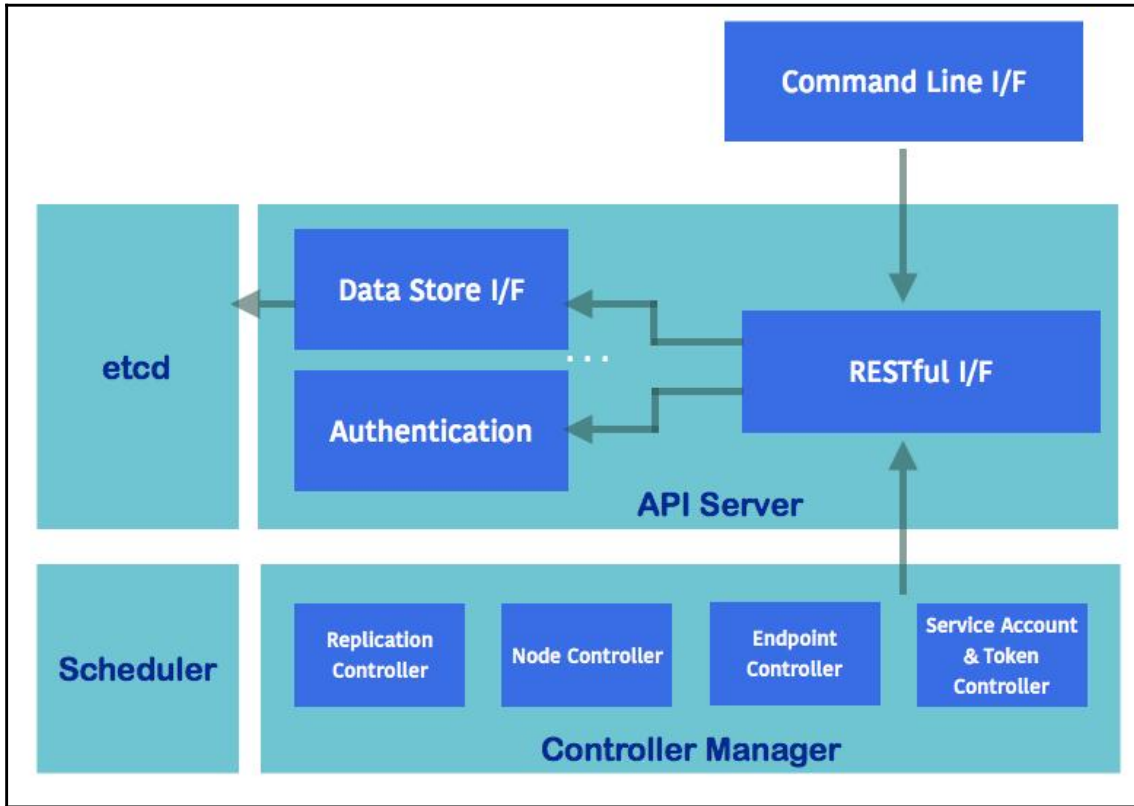 Command Line I/F
Data Store I/F
...
etcd
RESTful I/F
Authentication
API Server
Replication
Controller
Node Controller
Endpoint
Controller
Service Account
& Token
Controller
Scheduler
Controller Manager